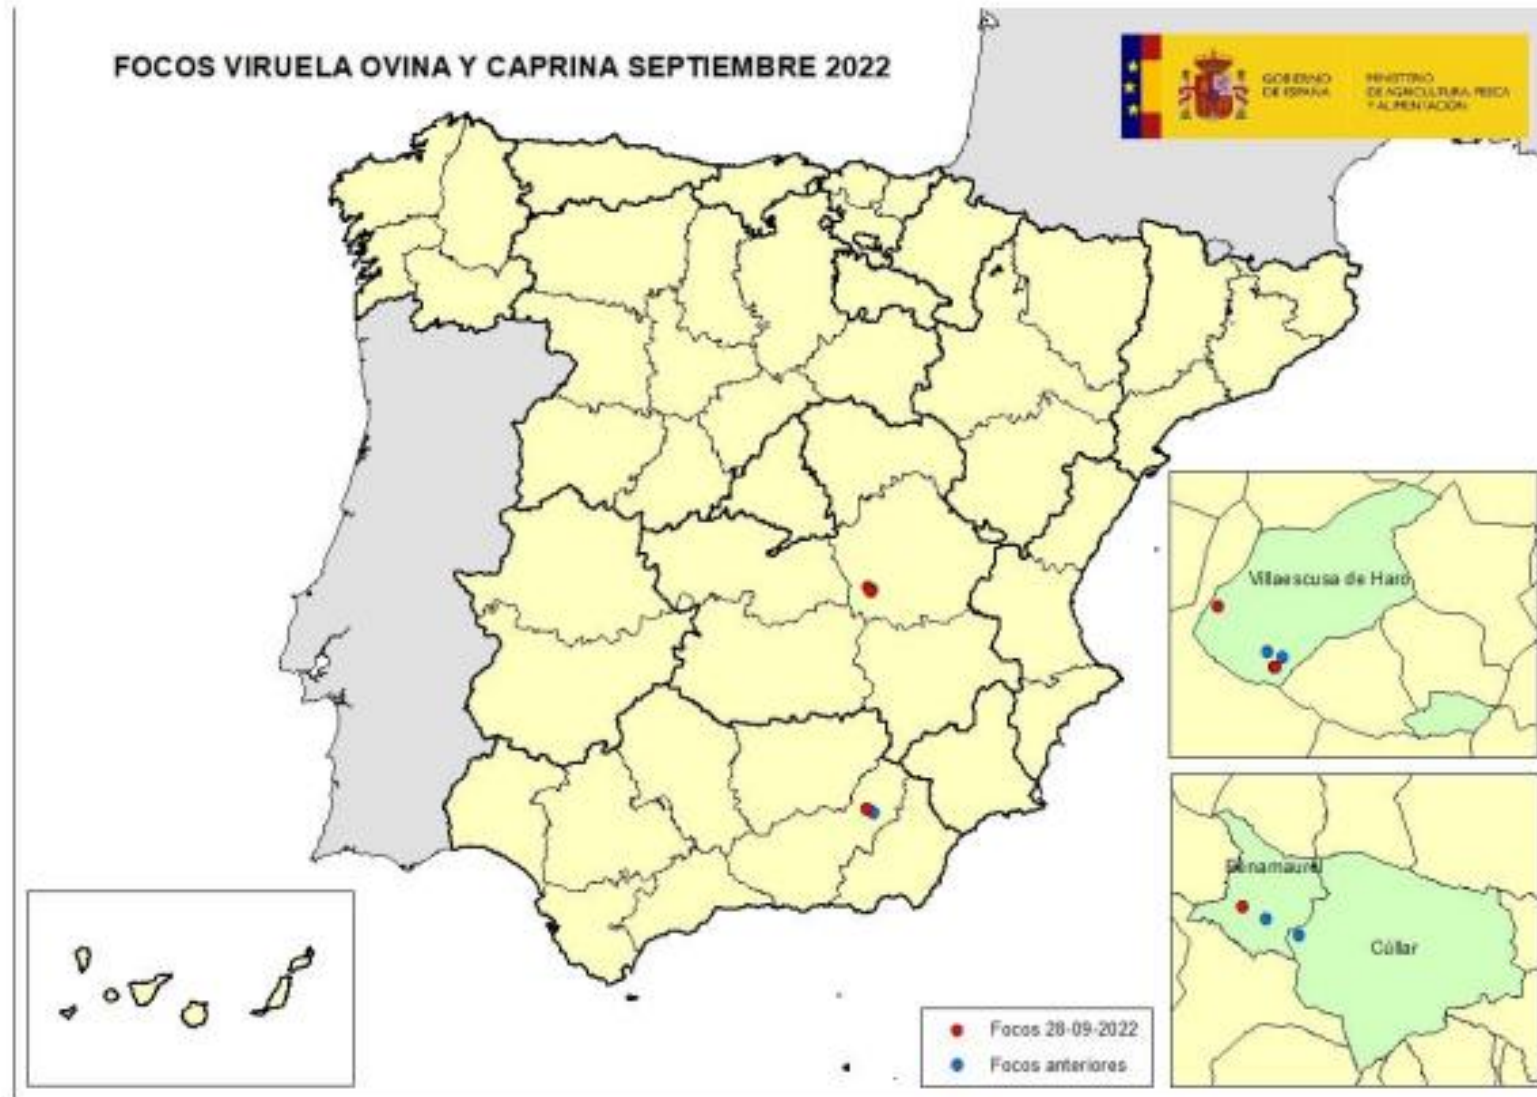 FOCOS VIRUELA OVINA Y CAPRINA SEPTIEMBRE 2022
GOBIERNO
DE ESPAÑA
MINISTERIO
DE AGRICULTURA, PESCA
Y ALIMENTACIÓN
Villaescusa de Haro
Benamaurel
Cúllar
Focos 28-09-2022
Focos anteriores